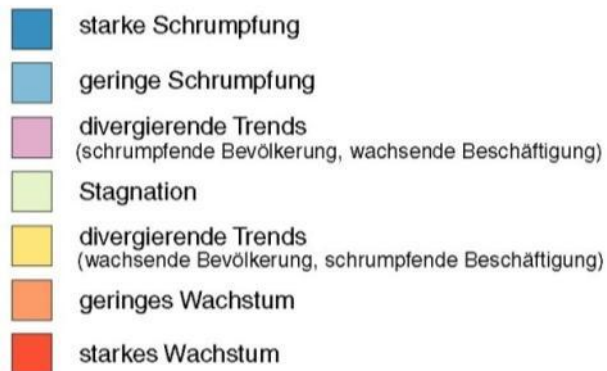 starke Schrumpfung
geringe Schrumpfung
divergierende Trends
(schrumpfende Bevölkerung, wachsende Beschäftigung)
Stagnation
divergierende Trends
(wachsende Bevölkerung, schrumpfende Beschäftigung)
geringes Wachstum
starkes Wachstum